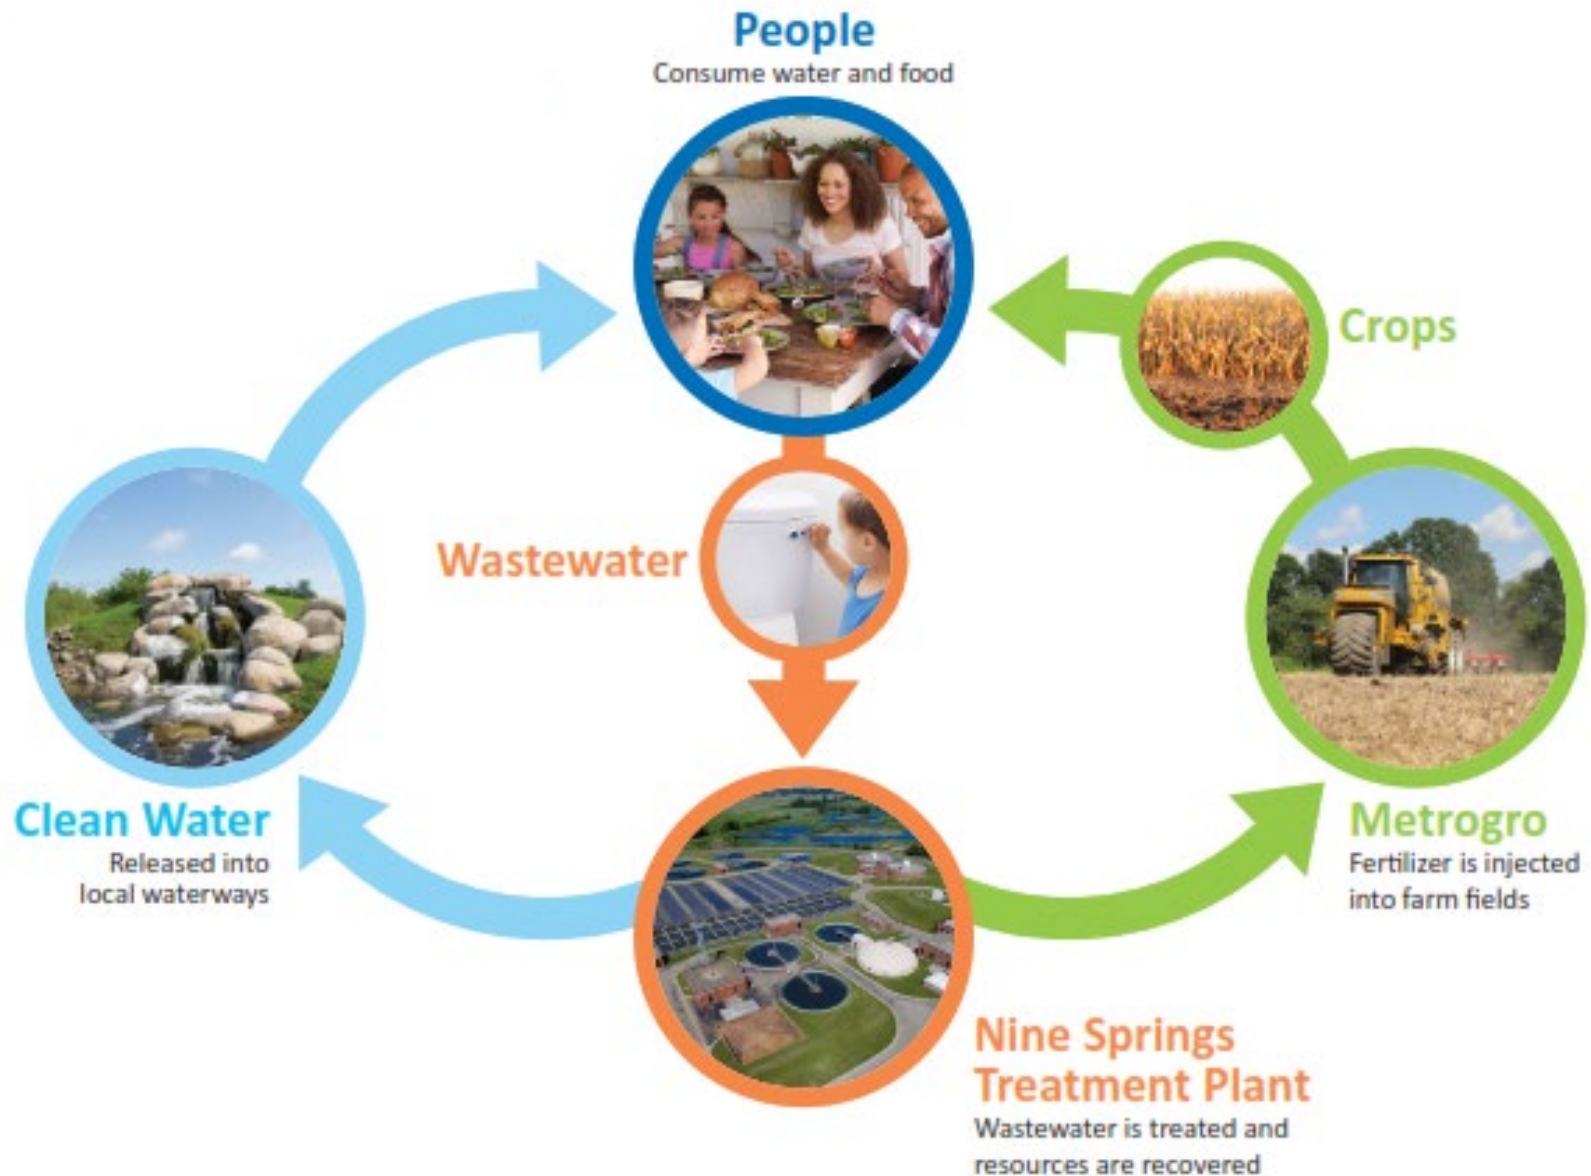 People
Consume water and food
Crops
Wastewater
Clean Water
Released into
local waterways
Metrogro
Fertilizer is injected
into farm fields
Nine Springs
Treatment Plant
Wastewater is treated and
resources are recovered